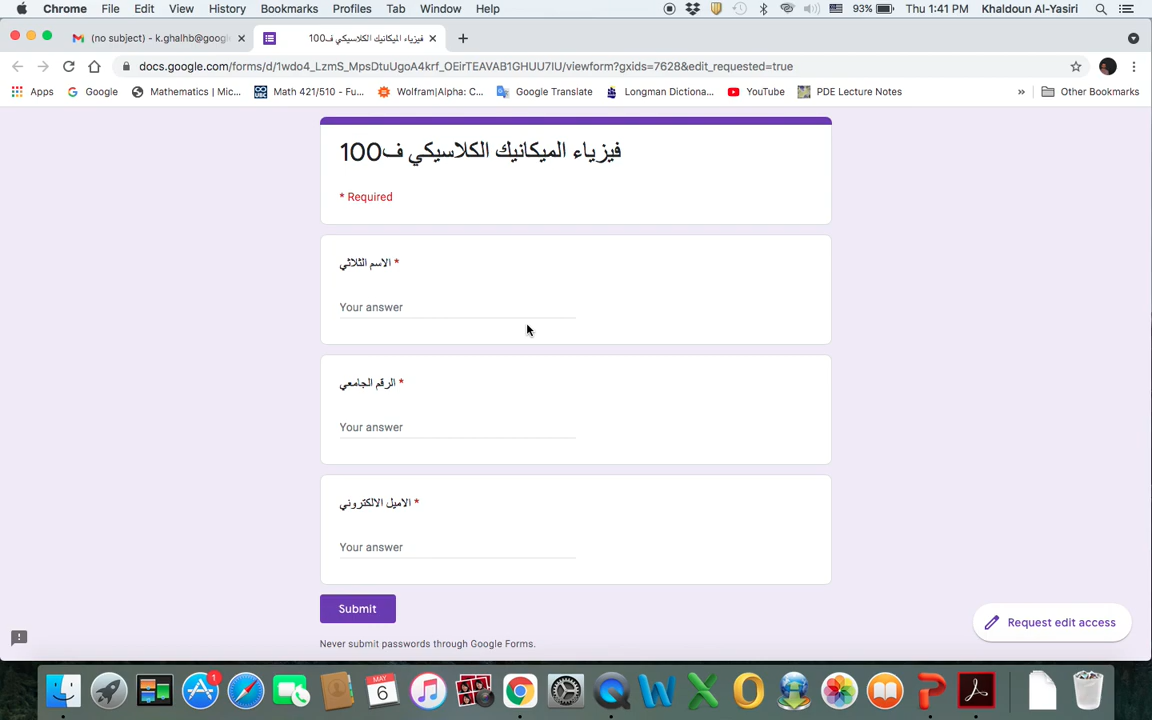 Chrome File Edit View History Bookmarks Profiles Tab Window Help 93% Thu 1:41 PM Khaldoun Al-Yasiri
(no subject) - k.ghalhb@googl
فيزياء الميكانيك الكلاسيكي ف100
docs.google.com/forms/d/1wdo4_LzmS_MpsDtuUgoA4krf_OEirTEAVAB1GHUU7IU/viewform?gxids=7628&edit_requested=true
Apps Google Mathematics | Mic... Math 421/510 - Fu... Wolfram|Alpha: C... Google Translate Longman Dictiona... YouTube PDE Lecture Notes » Other Bookmarks
فيزياء الميكانيك الكلاسيكي ف100
* Required
الاسم الثلاثي *
Your answer
الرقم الجامعي *
Your answer
الاميل الالكتروني *
Your answer
Submit
Request edit access
Never submit passwords through Google Forms.
1
MAY
6